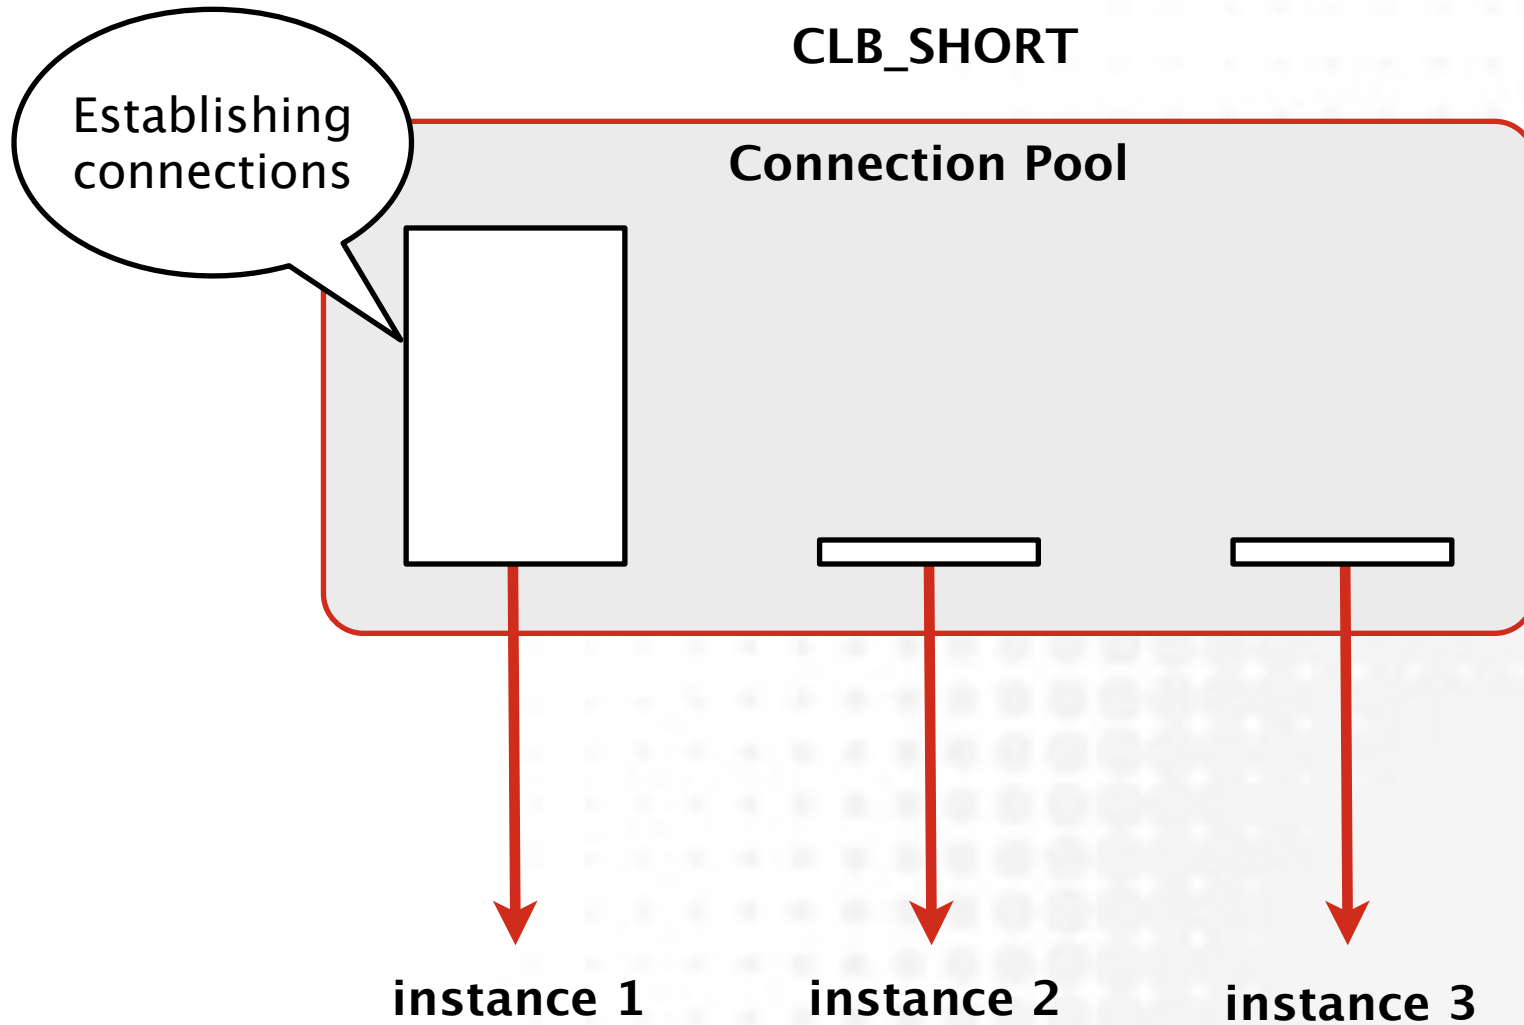 CLB_SHORT
Establishing
connections
Connection Pool
instance 1
instance 2
instance 3